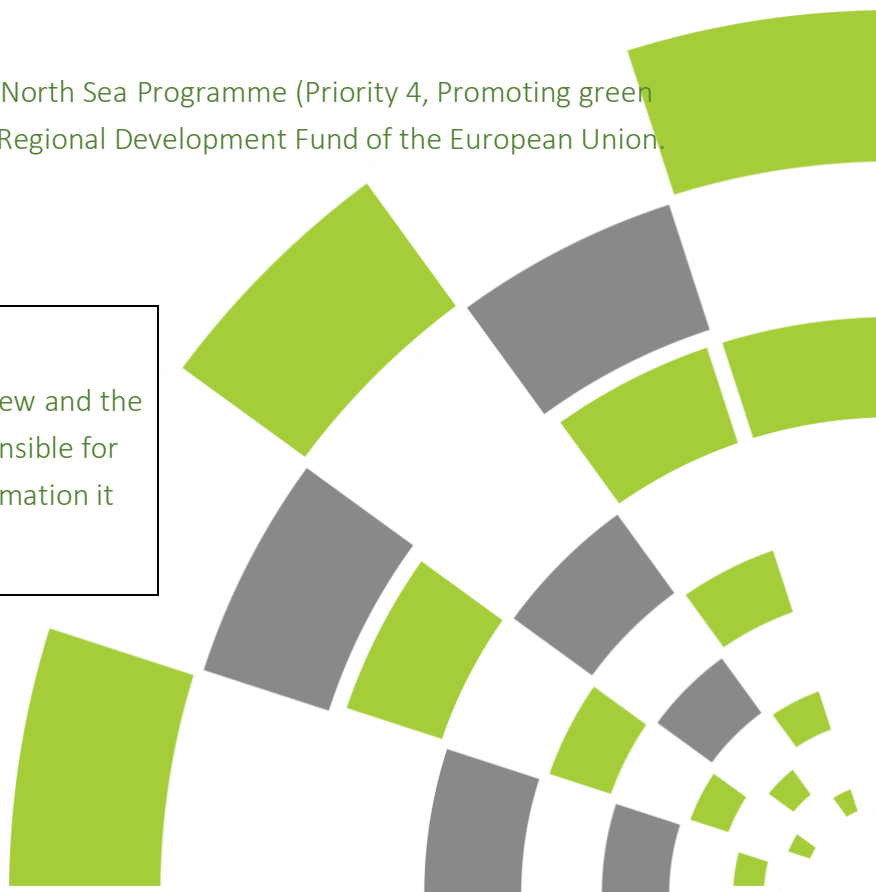 North Sea Programme (Priority 4, Promoting green
Regional Development Fund of the European Union.
ew and the
nsible for
mation it